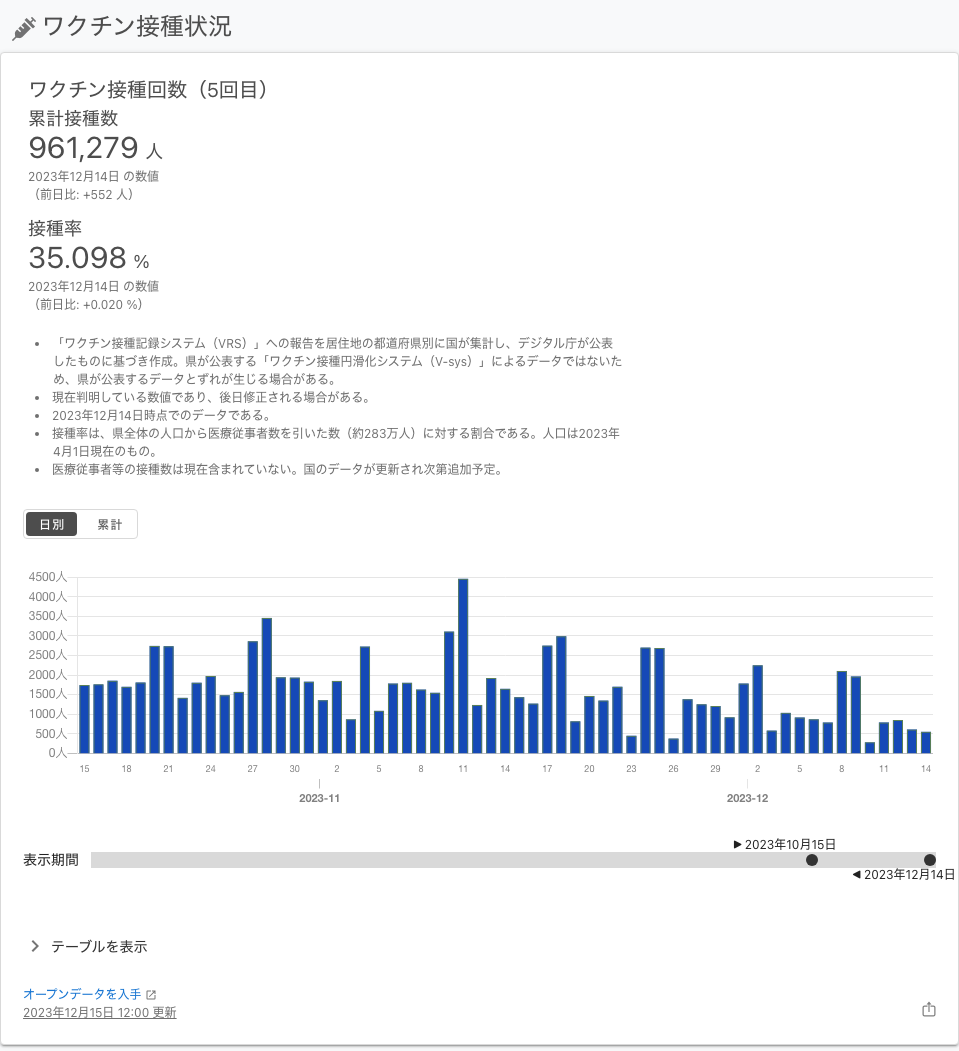 ワクチン接種状況
ワクチン接種回数（5回目）
累計接種数
961,279 人
2023年12月14日 の数値
（前日比: +552 人）
接種率
35.098 %
2023年12月14日 の数値
（前日比: +0.020 %）
• 「ワクチン接種記録システム（VRS）」への報告を居住地の都道府県別に国が集計し、デジタル庁が公表
したものに基づき作成。県が公表する「ワクチン接種円滑化システム（V-sys）」によるデータではないた
め、県が公表するデータとずれが生じる場合がある。
• 現在判明している数値であり、後日修正される場合がある。
• 2023年12月14日時点でのデータである。
• 接種率は、県全体の人口から医療従事者数を引いた数（約283万人）に対する割合である。人口は2023年
4月1日現在のもの。
• 医療従事者等の接種数は現在含まれていない。国のデータが更新され次第追加予定。
日別 累計
4500人
4000人
3500人
3000人
2500人
2000人
1500人
1000人
500人
0人
15 18 21 24 27 30 2 5 8 11 14 17 20 23 26 29 2 5 8 11 14
2023-11 2023-12
▶ 2023年10月15日
表示期間
◀ 2023年12月14日
テーブルを表示
オープンデータを入手
2023年12月15日 12:00 更新